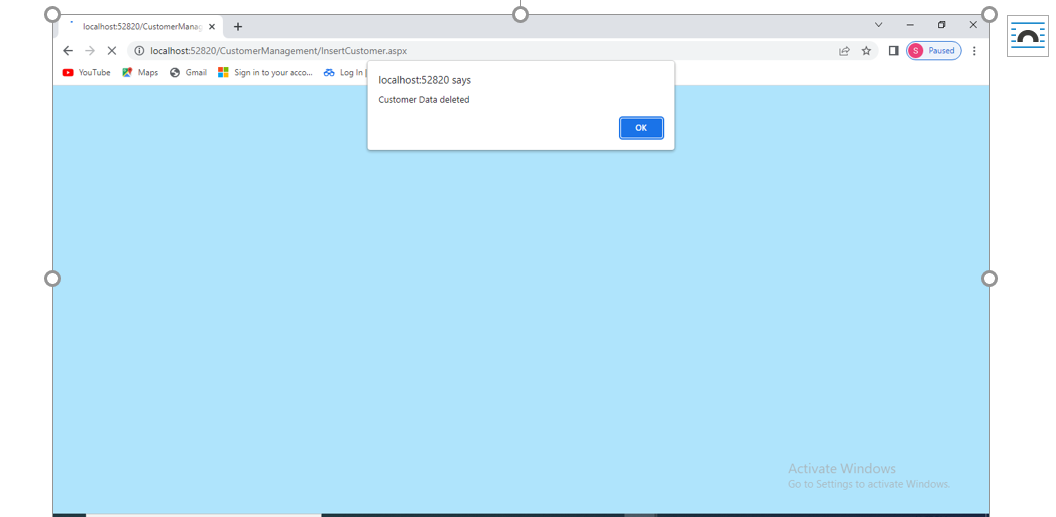 localhost:52820/CustomerManag
localhost:52820/CustomerManagement/InsertCustomer.aspx
S Paused
YouTube Maps Gmail Sign in to your acco... Log In |
localhost:52820 says
Customer Data deleted
OK
Activate Windows
Go to Settings to activate Windows.